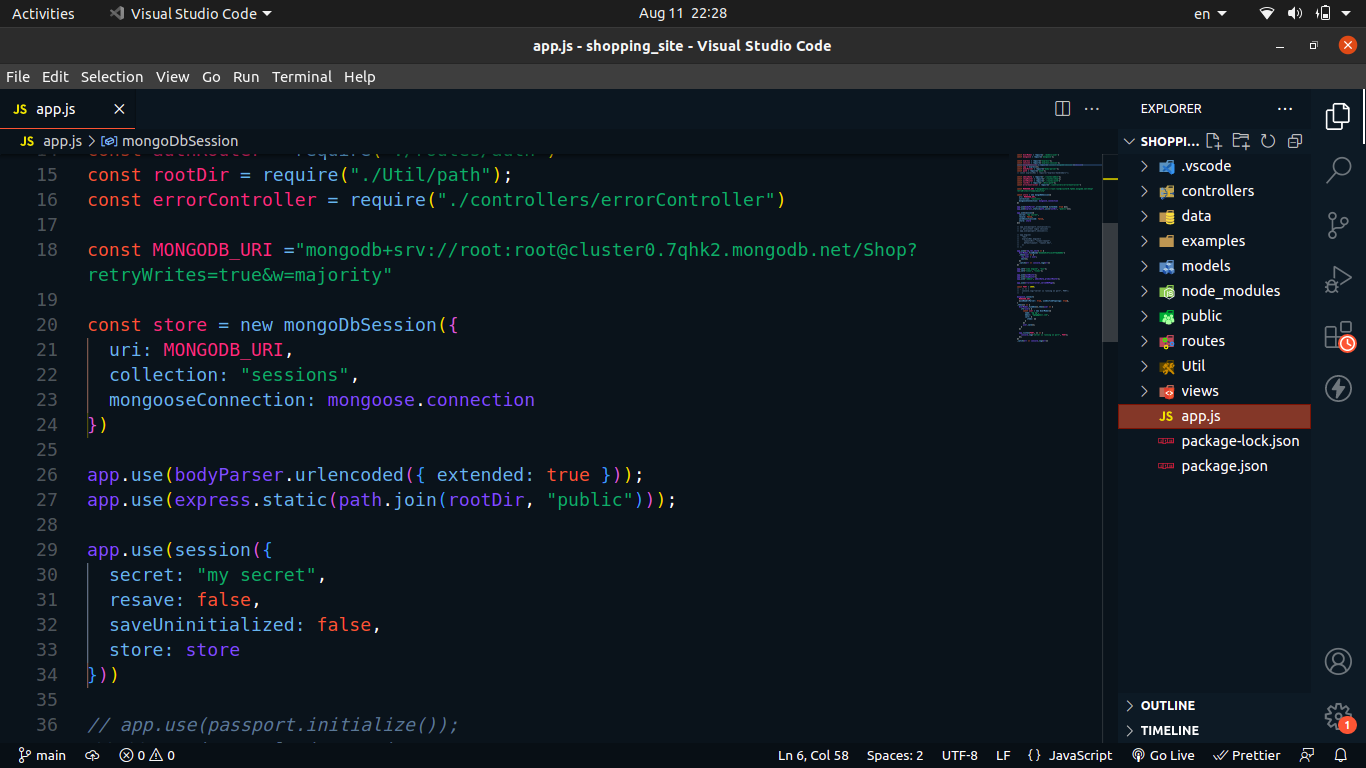 Activities Visual Studio Code Aug 11 22:28 en
app.js - shopping_site - Visual Studio Code
File Edit Selection View Go Run Terminal Help
JS app.js
JS app.js > mongoDbSession
15 const rootDir = require("./Util/path");
16 const errorController = require("./controllers/errorController")
17
18 const MONGODB_URI ="mongodb+srv://root:root@cluster0.7qhk2.mongodb.net/Shop?
retryWrites=true&w=majority"
19
20 const store = new mongoDbSession({
21 uri: MONGODB_URI,
22 collection: "sessions",
23 mongooseConnection: mongoose.connection
24 })
25
26 app.use(bodyParser.urlencoded({ extended: true }));
27 app.use(express.static(path.join(rootDir, "public")));
28
29 app.use(session({
30 secret: "my secret",
31 resave: false,
32 saveUninitialized: false,
33 store: store
34 }))
35
36 // app.use(passport.initialize());
EXPLORER
SHOPPI...
.vscode
controllers
data
examples
models
node_modules
public
routes
Util
views
JS app.js
package-lock.json
package.json
OUTLINE
TIMELINE
1
main 0 0 Ln 6, Col 58 Spaces: 2 UTF-8 LF {} JavaScript Go Live Prettier